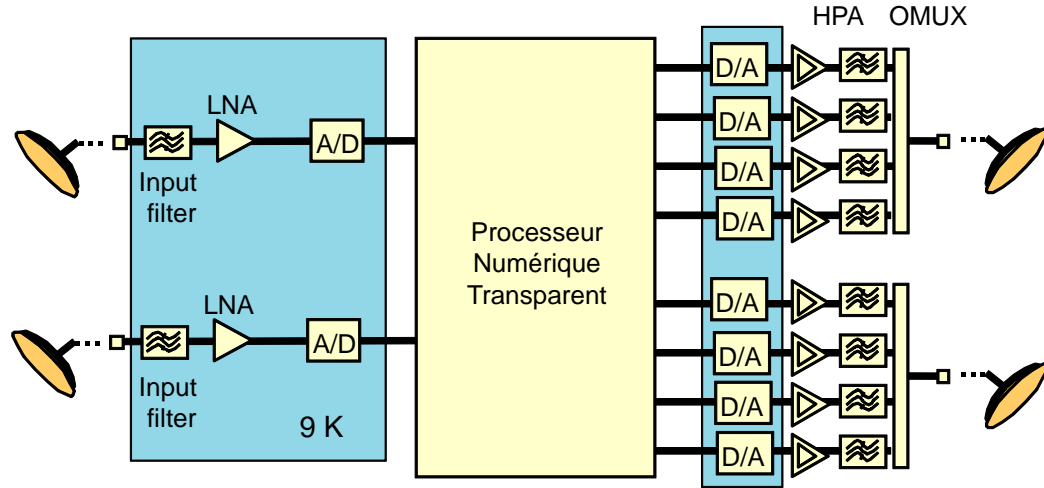 HPA
OMUX
LNA
A/D
Input
filter
LNA
A/D
Input
filter
9 K
Processeur
Numérique
Transparent
D/A
D/A
D/A
D/A
D/A
D/A
D/A
D/A